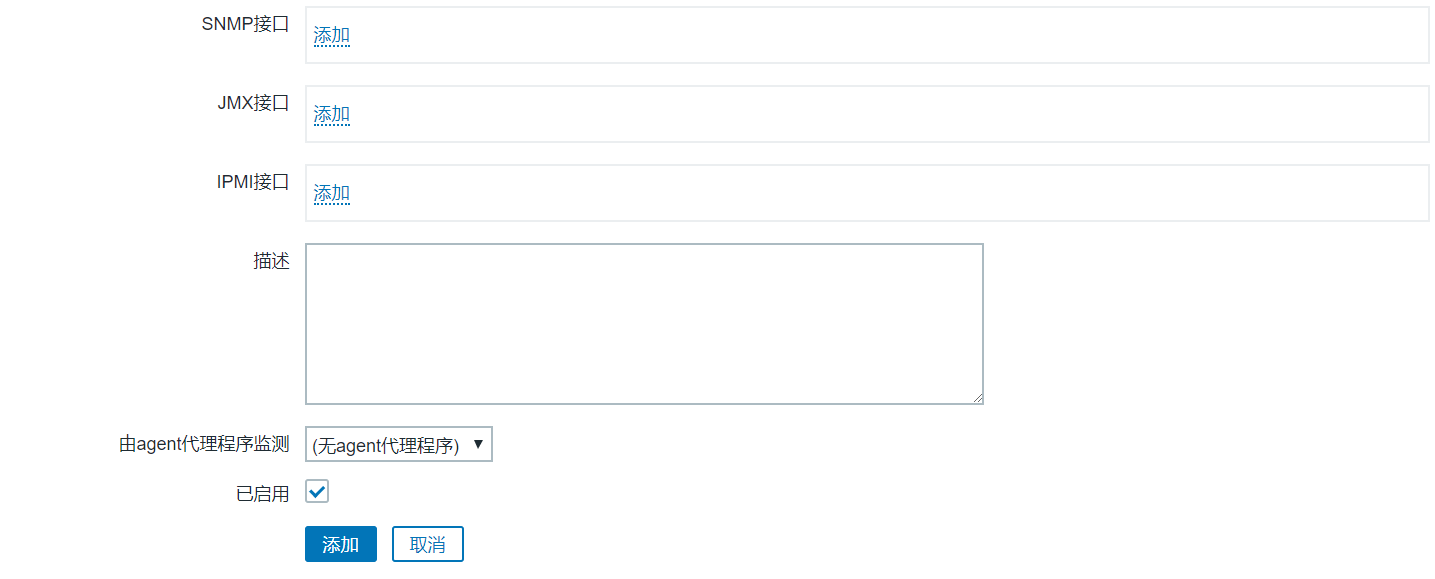 SNMP接口 添加
JMX接口 添加
IPMI接口 添加
描述
由agent代理程序监测 (无agent代理程序)
已启用
添加 取消